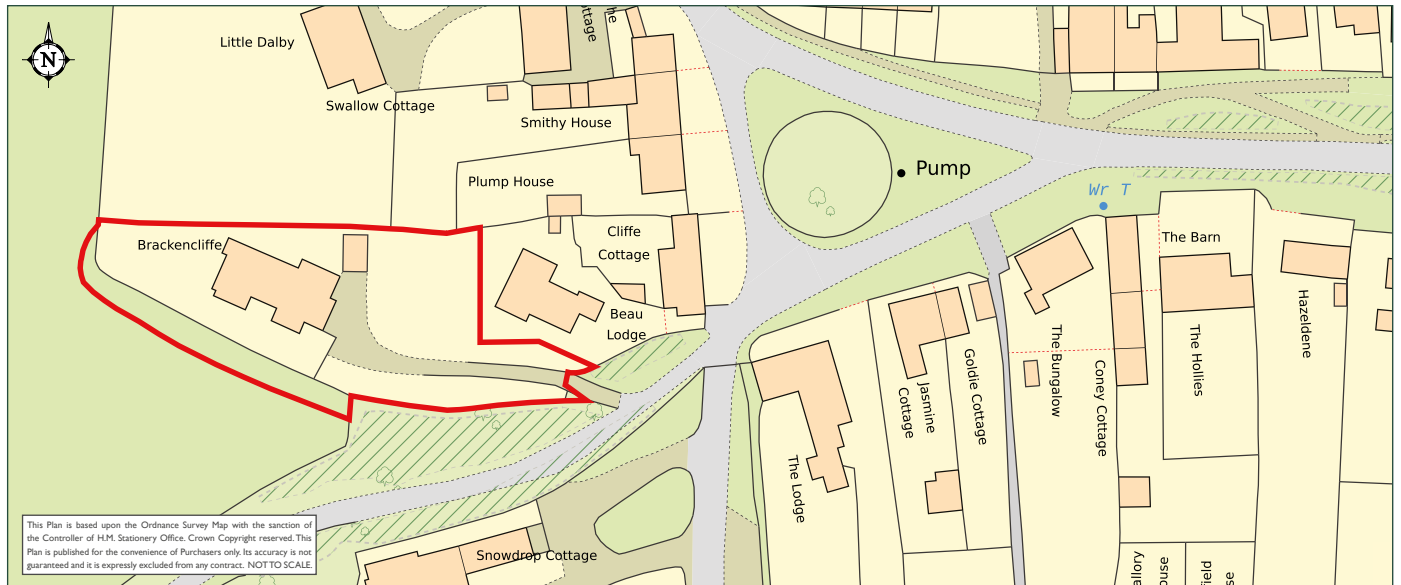 N
Little Dalby
Swallow Cottage
Smithy House
Plump House
Pump
Wr T
Brackencliffe
Cliffe
Cottage
The Barn
Beau
Lodge
Hazeldene
The Hollies
The Bungalow
Coney Cottage
Goldie Cottage
Jasmine
Cottage
The Lodge
Snowdrop Cottage
This Plan is based upon the Ordnance Survey Map with the sanction of
the Controller of H.M. Stationery Office. Crown Copyright reserved. This
Plan is published for the convenience of Purchasers only. Its accuracy is not
guaranteed and it is expressly excluded from any contract. NOT TO SCALE.